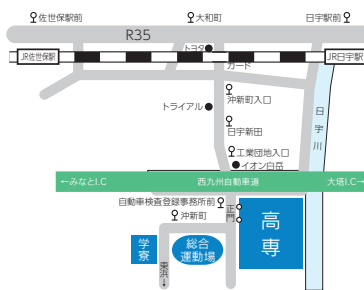 佐世保駅前
大和町
日宇駅前
R35
トヨタ
JR佐世保駅
JR日宇駅
ガード
沖新町入口
トライアル
日宇新田
日宇川
工業団地入口
イオン白岳
←みなとI.C
西九州自動車道
大塔I.C→
自動車検査登録事務所前
正門
沖新町
高専
学寮
総合
運動場
東浜→